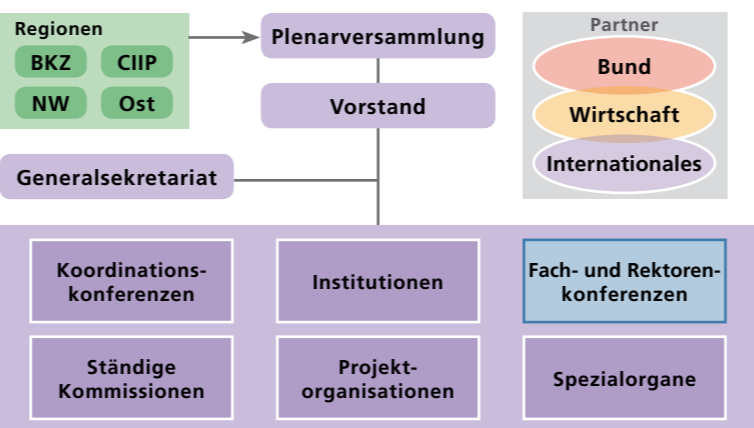 Regionen
BKZ
CIIP
NW
Ost
Plenarversammlung
Vorstand
Generalsekretariat
Partner
Bund
Wirtschaft
Internationales
Koordinations-
konferenzen
Institutionen
Fach- und Rektoren-
konferenzen
Ständige
Kommissionen
Projekt-
organisationen
Spezialorgane